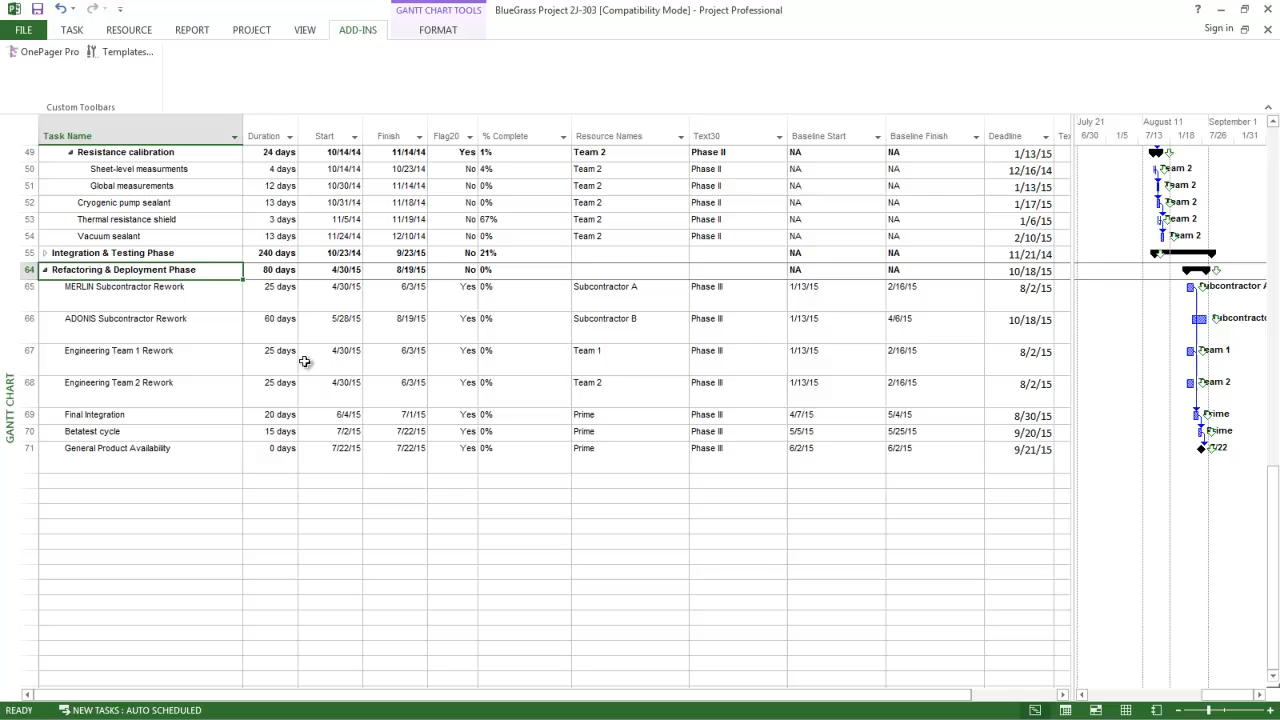 GANTT CHART TOOLS
BlueGrass Project 2J-303 [Compatibility Mode] - Project Professional
FILE TASK RESOURCE REPORT PROJECT VIEW ADD-INS FORMAT Sign in
OnePager Pro Templates...
Custom Toolbars
July 21 August 11 September 1
Task Name Duration Start Finish Flag20 % Complete Resource Names Text30 Baseline Start Baseline Finish Deadline 6/30 1/5 7/13 1/18 7/26 1/31
49 Resistance calibration 24 days 10/14/14 11/14/14 Yes 1% Team 2 Phase II NA NA 1/13/15
50 Sheet-level measurments 4 days 10/14/14 10/23/14 No 4% Team 2 Phase II NA NA 12/16/14 Team 2
51 Global measurements 12 days 10/30/14 11/14/14 No 0% Team 2 Phase II NA NA 1/13/15 Team 2
52 Cryogenic pump sealant 13 days 10/31/14 11/18/14 No 0% Team 2 Phase II NA NA 1/17/15 Team 2
53 Thermal resistance shield 3 days 11/5/14 11/19/14 No 67% Team 2 Phase II NA NA 1/6/15 Team 2
54 Vacuum sealant 13 days 11/24/14 12/10/14 No 0% Team 2 Phase II NA NA 2/10/15 Team 2
55 Integration & Testing Phase 240 days 10/23/14 9/23/15 No 21% NA NA 11/21/14
64 Refactoring & Deployment Phase 80 days 4/30/15 8/19/15 No 0% NA NA 10/18/15
65 MERLIN Subcontractor Rework 25 days 4/30/15 6/3/15 Yes 0% Subcontractor A Phase III 1/13/15 2/16/15 8/2/15 Subcontractor A
66 ADONIS Subcontractor Rework 60 days 5/28/15 8/19/15 Yes 0% Subcontractor B Phase III 1/13/15 4/6/15 10/18/15 Subcontracto
67 Engineering Team 1 Rework 25 days 4/30/15 6/3/15 Yes 0% Team 1 Phase III 1/13/15 2/16/15 8/2/15 Team 1
68 Engineering Team 2 Rework 25 days 4/30/15 6/3/15 Yes 0% Team 2 Phase III 1/13/15 2/16/15 8/2/15 Team 2
69 Final Integration 20 days 6/4/15 7/1/15 Yes 0% Prime Phase III 4/7/15 5/4/15 8/30/15 Prime
70 Betatest cycle 15 days 7/2/15 7/22/15 Yes 0% Prime Phase III 5/5/15 5/25/15 9/20/15 Prime
71 General Product Availability 0 days 7/22/15 7/22/15 Yes 0% Prime Phase III 6/2/15 6/2/15 9/21/15 7/22
GANTT CHART
READY NEW TASKS : AUTO SCHEDULED